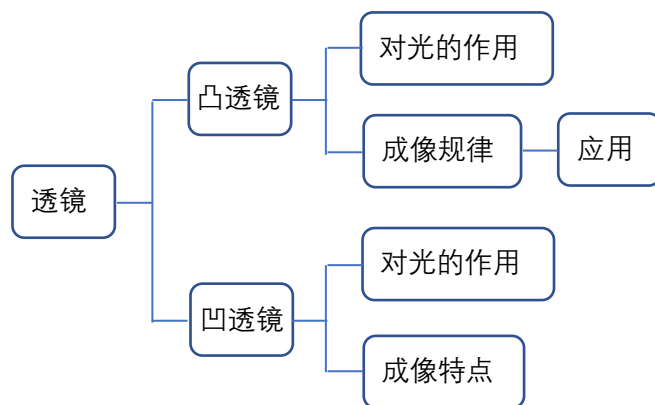 透镜
凸透镜
对光的作用
成像规律
应用
凹透镜
对光的作用
成像特点